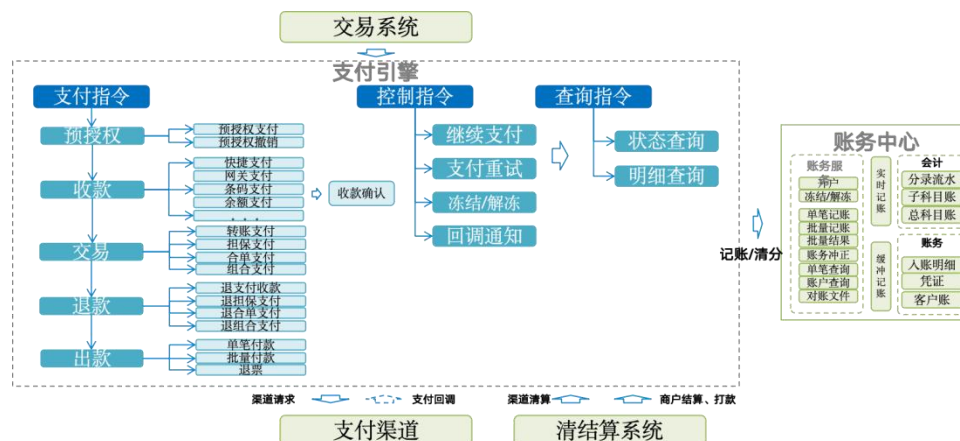 交易系统
支付引擎
支付指令
预授权
预授权支付
预授权撤销
收款
快捷支付
网关支付
条码支付
余额支付
. . .
收款确认
交易
转账支付
担保支付
合单支付
组合支付
退款
退支付收款
退担保支付
退合单支付
退组合支付
出款
单笔付款
批量付款
退票
控制指令
继续支付
支付重试
冻结/解冻
回调通知
查询指令
状态查询
明细查询
记账/清分
账务中心
账务服
务
开户
冻结/解冻
单笔记账
批量记账
批量结果
账务冲正
单笔查询
账户查询
对账文件
实时记账
缓冲记账
会计
分录流水
子科目账
总科目账
账务
入账明细
凭证
客户账
渠道请求
支付回调
渠道清算
商户结算、打款
支付渠道
清结算系统